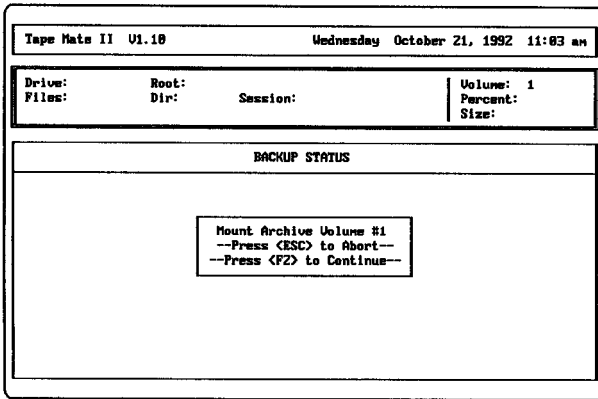 Tape Mate II V1.10 Wednesday October 21, 1992 11:03 am
Drive: Root: Volume: 1
Files: Dir: Session: Percent:
Size:
BACKUP STATUS
Mount Archive Volume #1
--Press <ESC> to Abort--
--Press <F2> to Continue--